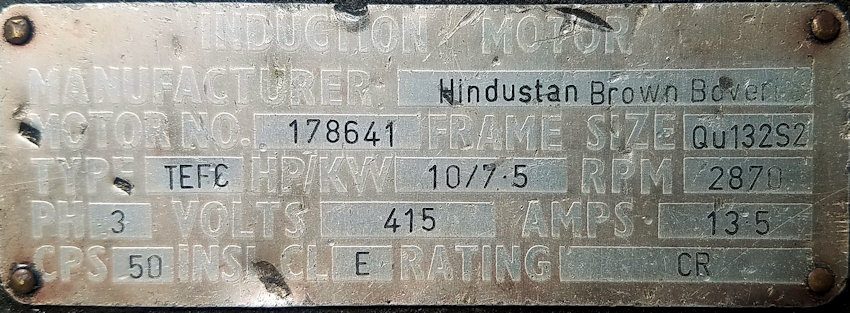 INDUCTION MOTOR
MANUFACTURER Hindustan Brown Boveri
MOTOR NO. 178641 FRAME SIZE Qu132S2
TYPE TEFC HP/KW 10/7.5 RPM 2870
PH 3 VOLTS 415 AMPS 13.5
CPS 50 INSL CL E RATING CR